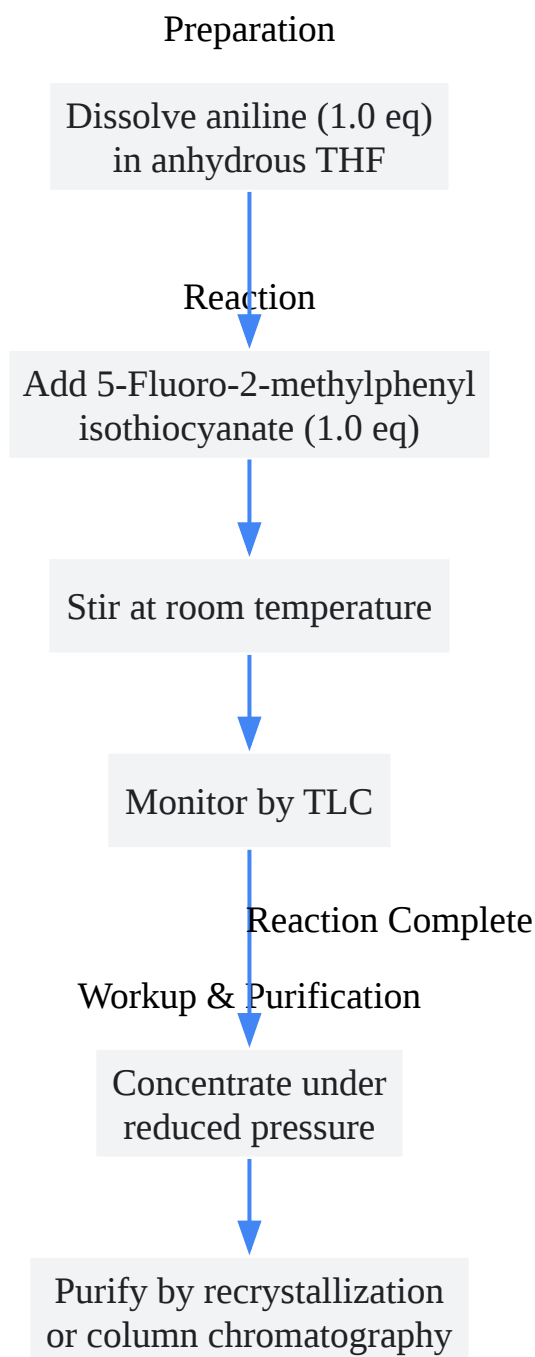 Preparation
Dissolve aniline (1.0 eq)
in anhydrous THF
Reaction
Add 5-Fluoro-2-methylphenyl
isothiocyanate (1.0 eq)
Stir at room temperature
Monitor by TLC
Reaction Complete
Workup & Purification
Concentrate under
reduced pressure
Purify by recrystallization
or column chromatography